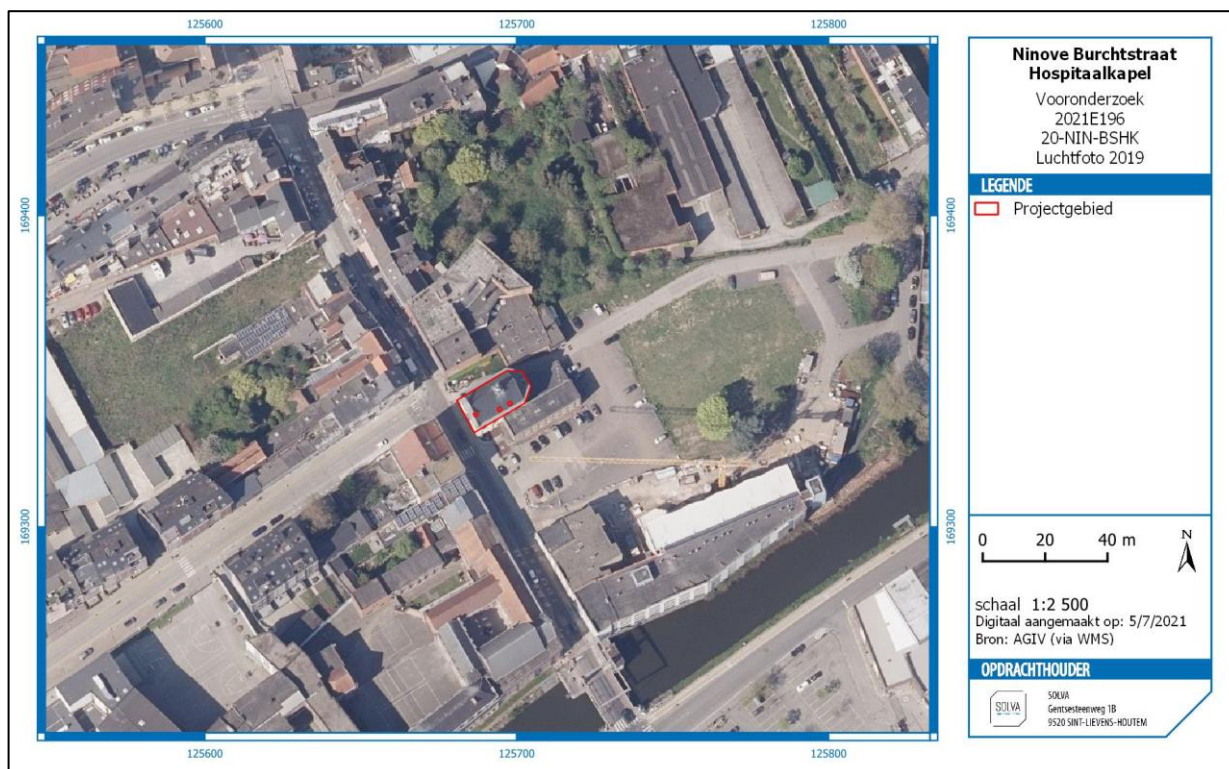 125600 125700 125800
169400 169400
169300 169300
125600 125700 125800
Ninove Burchtstraat
Hospitaalkapel
Vooronderzoek
2021E196
20-NIN-BSHK
Luchtfoto 2019
LEGENDE
Projectgebied
0 20 40 m
N
schaal 1:2 500
Digitaal aangemaakt op: 5/7/2021
Bron: AGIV (via WMS)
OPDRACHTHOUDER
SOLVA
SOLVA
Gentsesteenweg 1B
9520 SINT-LIEVENS-HOUTEM